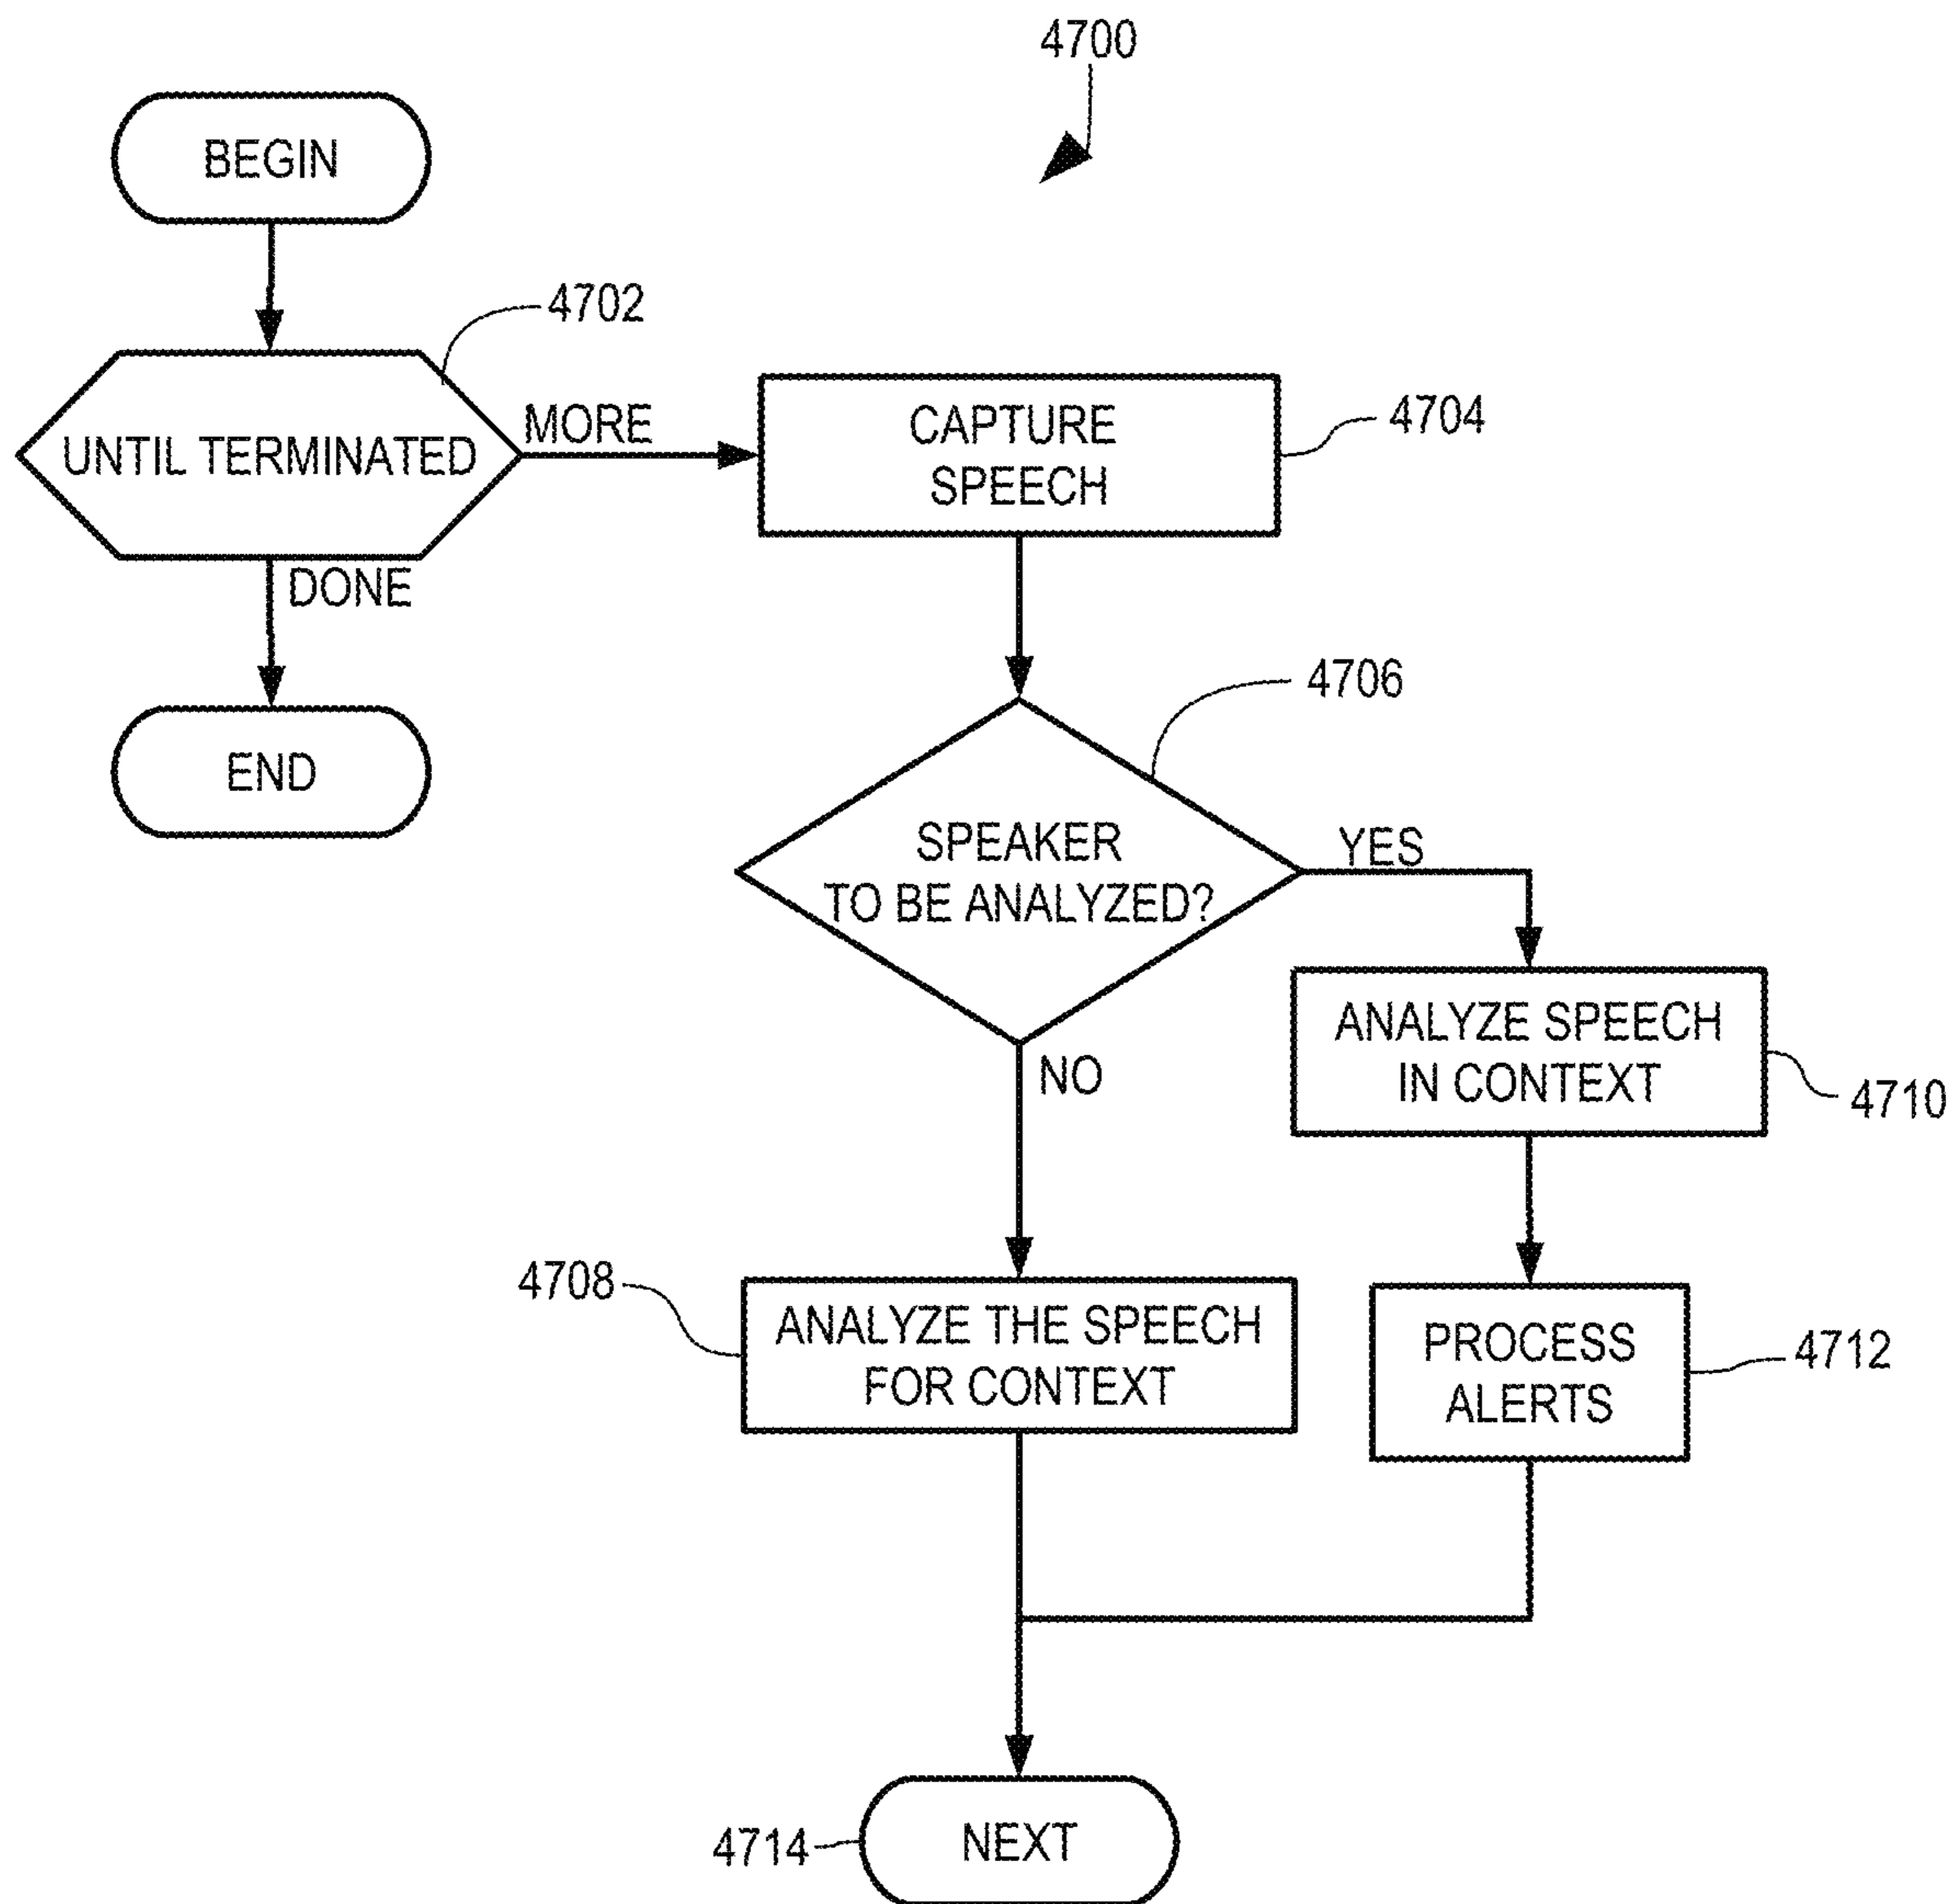 4700
BEGIN
4702
UNTIL TERMINATED
MORE
CAPTURE
SPEECH
4704
DONE
END
4706
SPEAKER
TO BE ANALYZED?
YES
NO
ANALYZE SPEECH
IN CONTEXT
4710
4708
ANALYZE THE SPEECH
FOR CONTEXT
PROCESS
ALERTS
4712
4714
NEXT